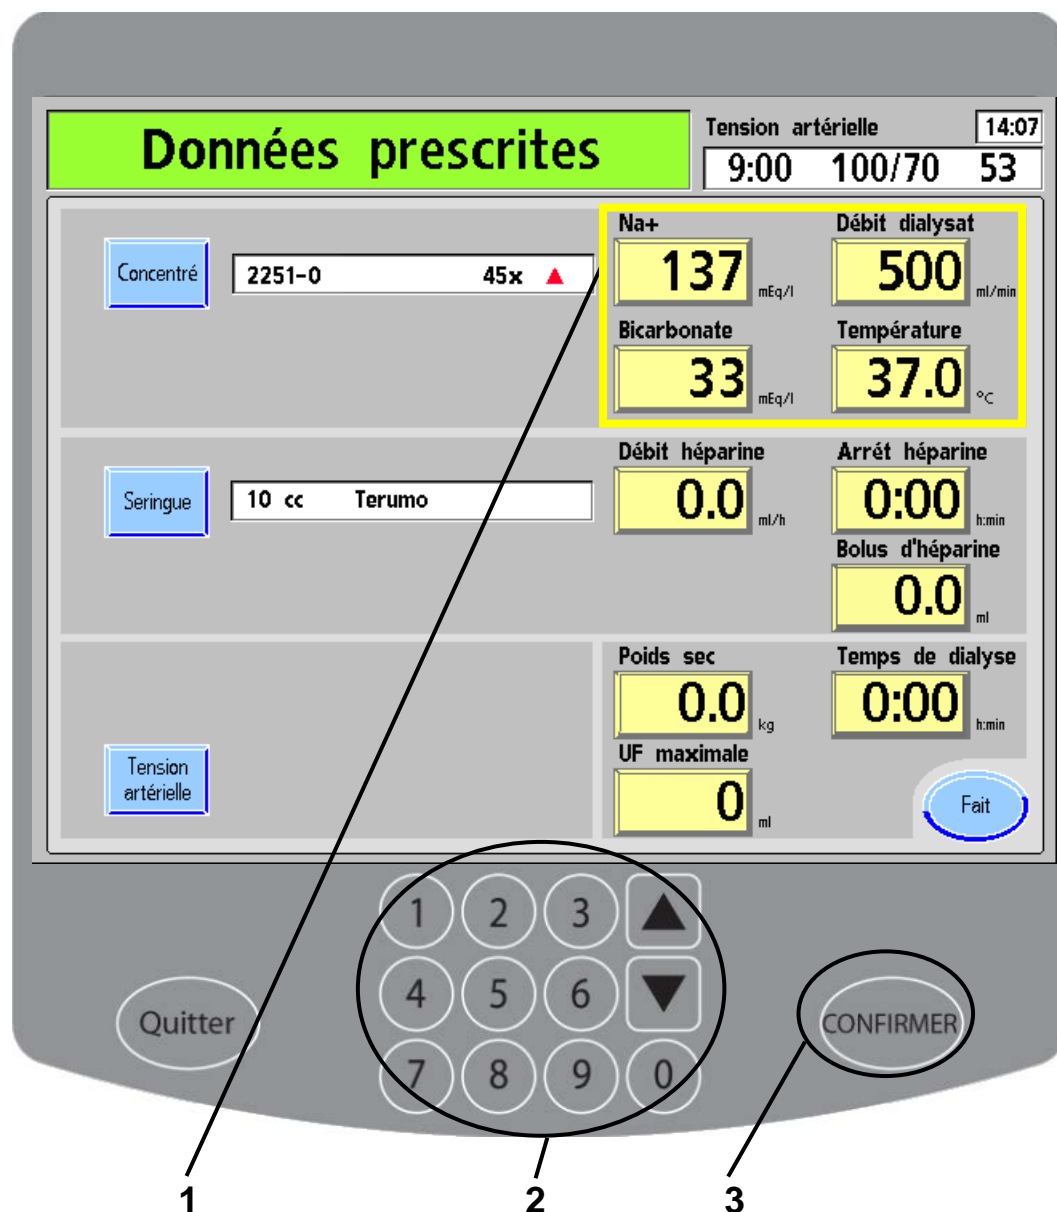 Données prescrites
Tension artérielle 14:07
9:00 100/70 53
Concentré
2251-0 45x
Na+
137 mEq/l
Débit dialysat
500 ml/min
Bicarbonate
33 mEq/l
Température
37.0 °C
Seringue
10 cc Terumo
Débit héparine
0.0 ml/h
Arrét héparine
0:00 h:min
Bolus d'héparine
0.0 ml
Tension
artérielle
Poids sec
0.0 kg
Temps de dialyse
0:00 h:min
UF maximale
0 ml
Fait
1 2 3
4 5 6
7 8 9 0
Quitter
CONFIRMER
1 2 3